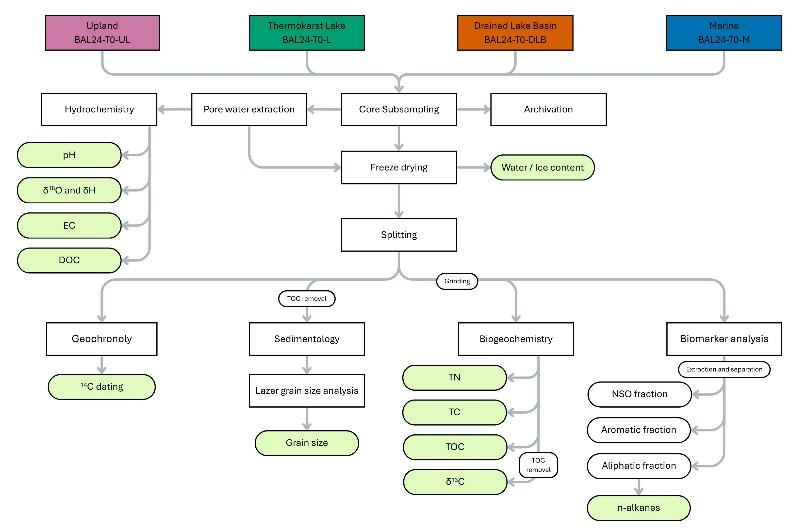 Upland
BAL24-T0-UL
Thermokarst Lake
BAL24-T0-L
Drained Lake Basin
BAL24-T0-DLB
Marine
BAL24-T0-M
Hydrochemistry
Pore water extraction
Core Subsampling
Archivation
pH
Freeze drying
Water / Ice content
δ¹⁸O and δH
EC
Splitting
DOC
Grinding
TOC removal
Geochronoly
Sedimentology
Biogeochemistry
Biomarker analysis
Extraction and separation
¹⁴C dating
Lazer grain size analysis
TN
NSO fraction
TC
Aromatic fraction
Grain size
TOC
TOC
removal
Aliphatic fraction
δ¹³C
n-alkanes